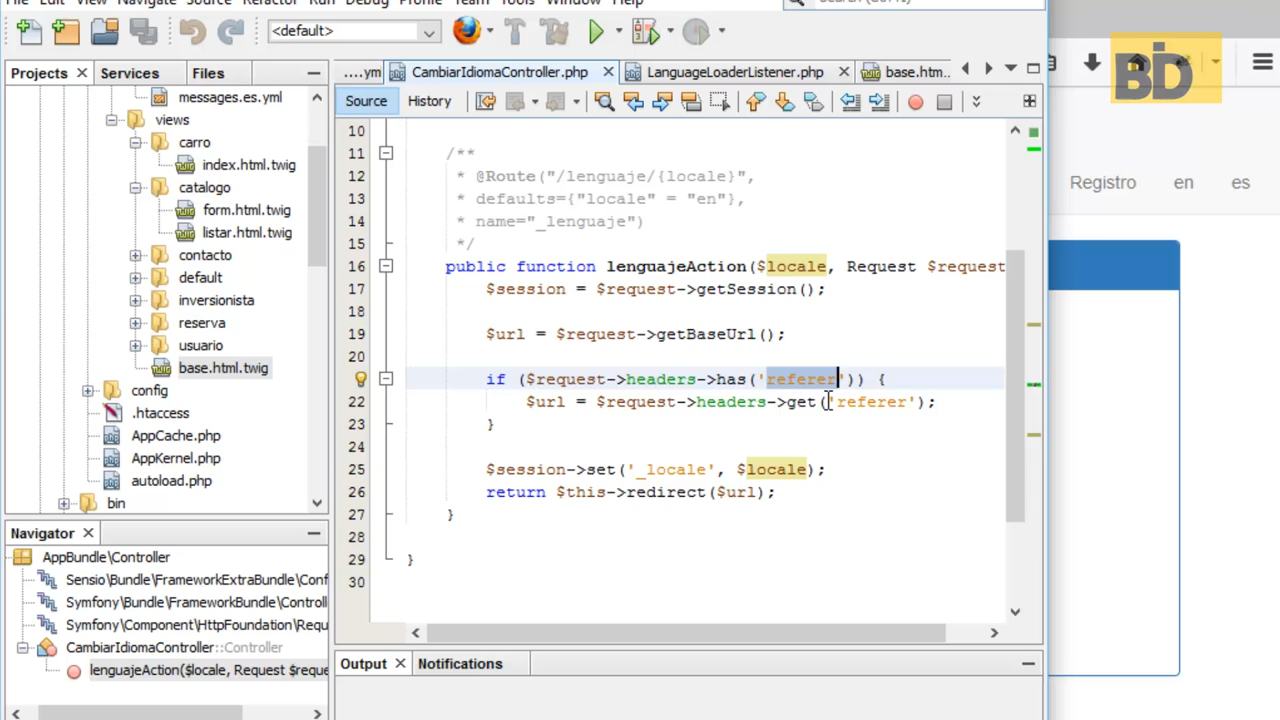 <default>
Projects
Services
Files
....ym
CambiarIdiomaController.php
LanguageLoaderListener.php
base.htm...
BD
Source
History
messages.es.yml
views
carro
index.html.twig
catalogo
form.html.twig
listar.html.twig
contacto
default
inversionista
reserva
usuario
base.html.twig
config
.htaccess
AppCache.php
AppKernel.php
autoload.php
bin
10
11 /**
12 * @Route("/lenguaje/{locale}",
13 * defaults={"locale" = "en"},
14 * name="_lenguaje")
15 */
16 public function lenguajeAction($locale, Request $request
17 $session = $request->getSession();
18
19 $url = $request->getBaseUrl();
20
21 if ($request->headers->has('referer')) {
22 $url = $request->headers->get('referer');
23 }
24
25 $session->set('_locale', $locale);
26 return $this->redirect($url);
27 }
28
29 }
30
Registro
en
es
Navigator
AppBundle\Controller
Sensio\Bundle\FrameworkExtraBundle\Conf
Symfony\Bundle\FrameworkBundle\Control
Symfony\Component\HttpFoundation\Requ
CambiarIdiomaController::Controller
lenguajeAction($locale, Request $reque
Output
Notifications